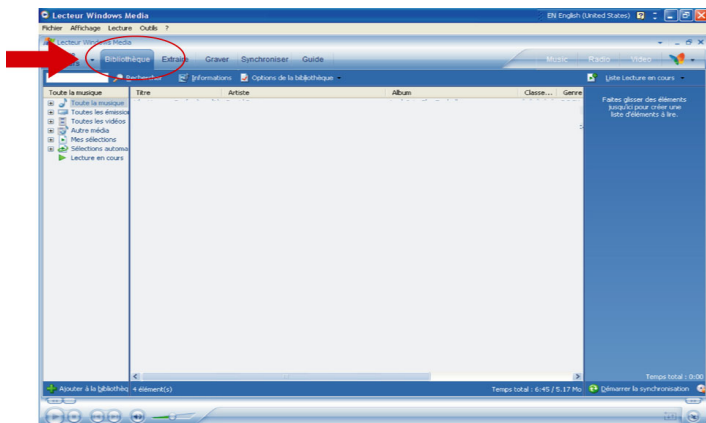 Lecteur Windows Media
EN English (United States)
Fichier Affichage Lecture Outils ?
Lecteur Windows Media
Bibliothèque Extraire Graver Synchroniser Guide Music Radio Video
Rechercher Informations Options de la bibliothèque Liste Lecture en cours
Toute la musique Titre Artiste Album Classe... Genre
Toute la musique
Toutes les émission
Toutes les vidéos
Autre média
Mes sélections
Sélections automa
Lecture en cours
Faites glisser des éléments
jusqu'ici pour créer une
liste d'éléments à lire.
Temps total : 0:00
Ajouter à la bibliothèq 4 élément(s) Temps total : 6:45 / 5.17 Mo Démarrer la synchronisation